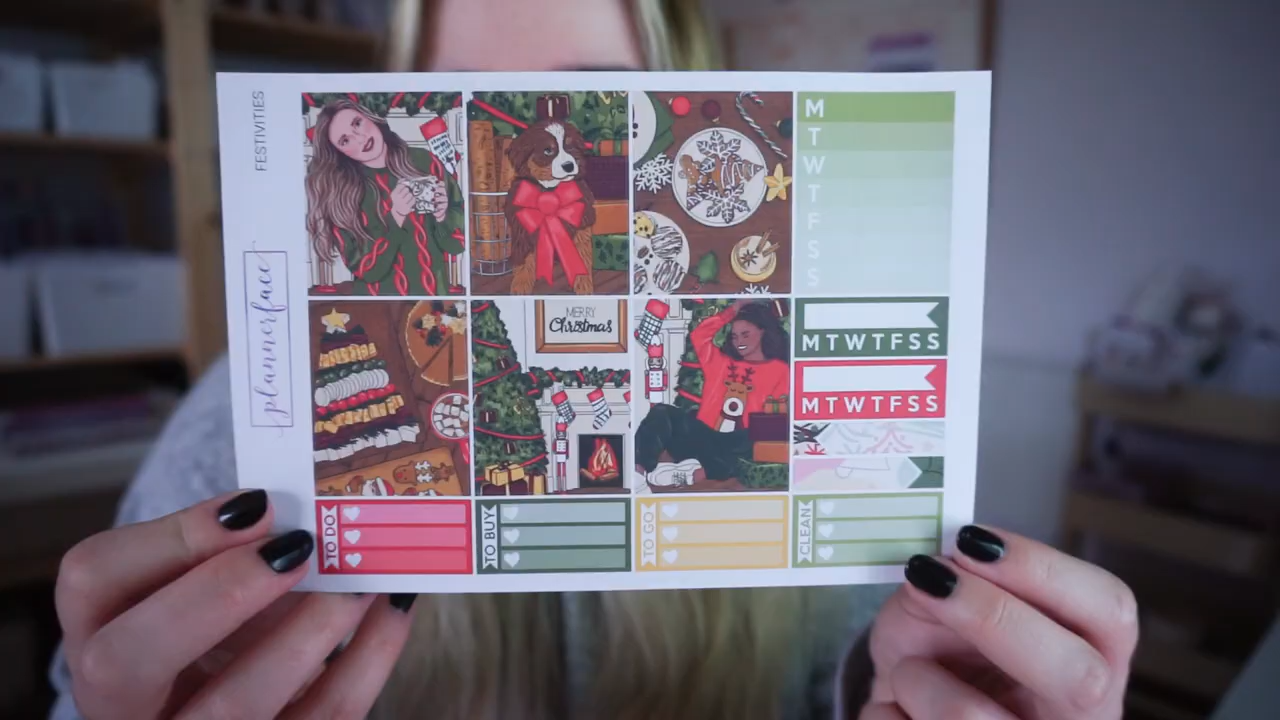 FESTIVITIES
plannerface
M
T
W
T
F
S
S
MERRY
Christmas
MTWTFSS
MTWTFSS
TO DO
TO BUY
TO GO
CLEAN